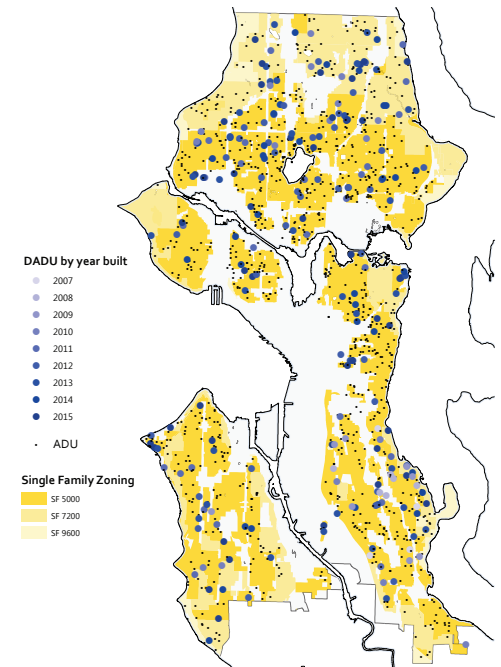 DADU by year built
2007
2008
2009
2010
2011
2012
2013
2014
2015
ADU
Single Family Zoning
SF 5000
SF 7200
SF 9600